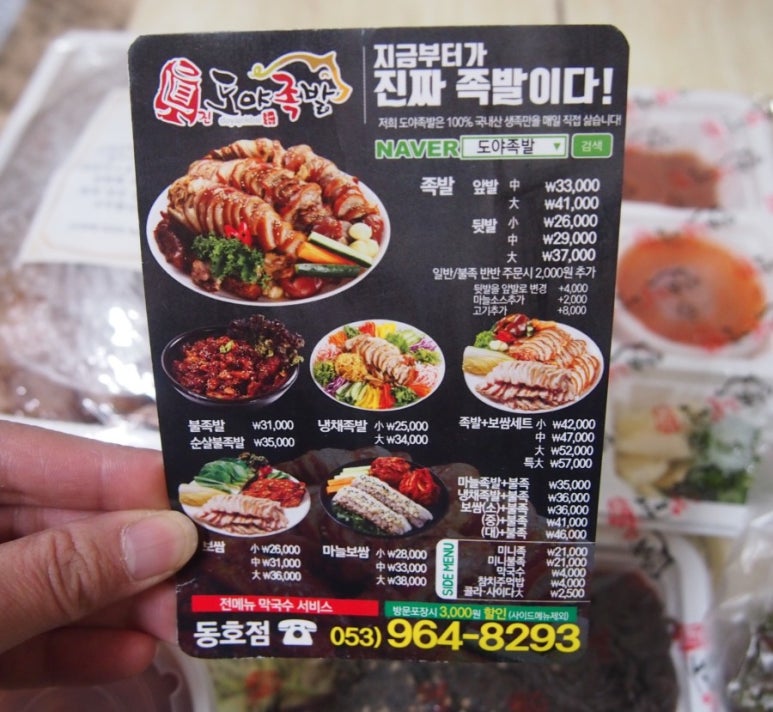 眞집 도야족발
지금부터가
진짜 족발이다!
저희 도야족발은 100% 국내산 생족만을 매일 직접 삶습니다!
NAVER 도야족발 ▼ 검색
족발 앞발 中 ₩33,000
大 ₩41,000
뒷발 小 ₩26,000
中 ₩29,000
大 ₩37,000
일반/불족 반반 주문시 2,000원 추가
뒷발을 앞발로 변경 +4,000
마늘소스추가 +2,000
고기추가 +8,000
불족발 ₩31,000
순살불족발 ₩35,000
냉채족발 小 ₩25,000
大 ₩34,000
족발+보쌈세트 小 ₩42,000
中 ₩47,000
大 ₩52,000
특大 ₩57,000
마늘족발+불족 ₩35,000
냉채족발+불족 ₩36,000
보쌈(소)+불족 ₩36,000
(중)+불족 ₩41,000
(대)+불족 ₩46,000
보쌈 小 ₩26,000
中 ₩31,000
大 ₩36,000
마늘보쌈 小 ₩28,000
中 ₩33,000
大 ₩38,000
SIDE MENU
미니족 ₩21,000
미니불족 ₩21,000
막국수 ₩4,000
참치주먹밥 ₩4,000
콜라·사이다大 ₩2,500
전메뉴 막국수 서비스
방문포장시 3,000원 할인 (사이드메뉴제외)
동호점 ☎ 053) 964-8293